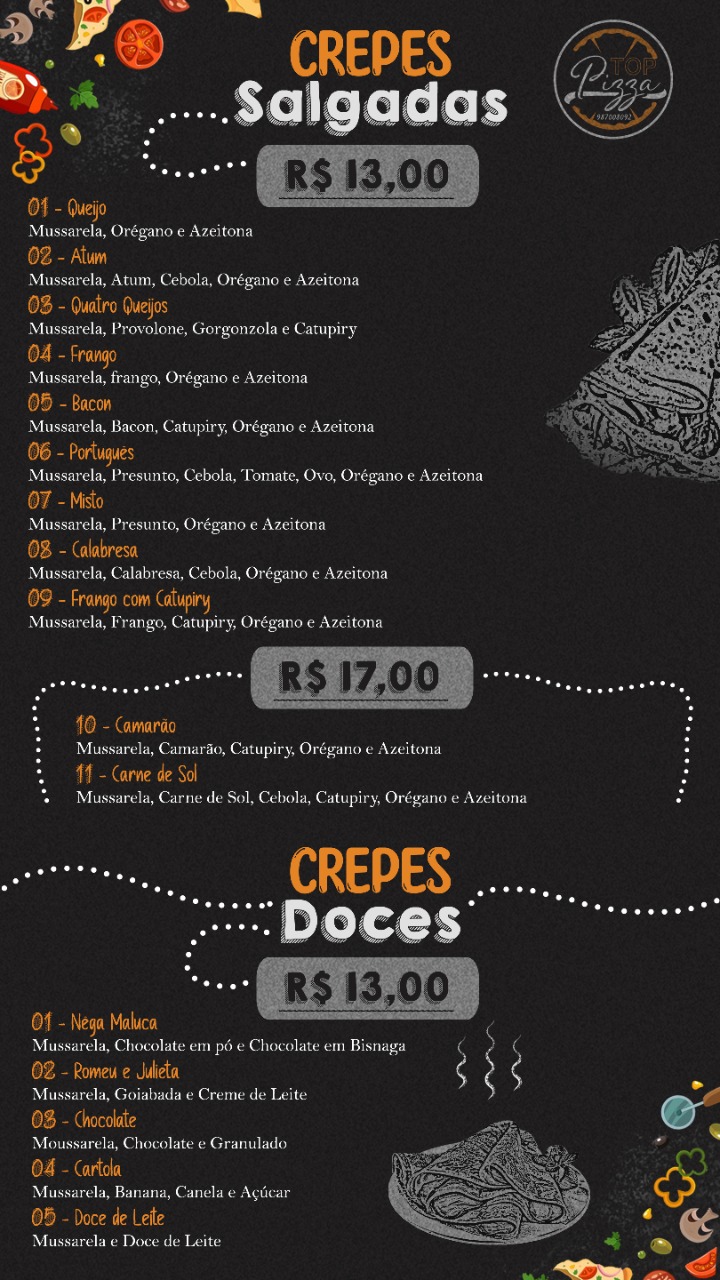 CREPES
Salgadas
TOP
Pizza
987008092
R$ 13,00
01 - Queijo
Mussarela, Orégano e Azeitona
02 - Atum
Mussarela, Atum, Cebola, Orégano e Azeitona
03 - Quatro Queijos
Mussarela, Provolone, Gorgonzola e Catupiry
04 - Frango
Mussarela, frango, Orégano e Azeitona
05 - Bacon
Mussarela, Bacon, Catupiry, Orégano e Azeitona
06 - Português
Mussarela, Presunto, Cebola, Tomate, Ovo, Orégano e Azeitona
07 - Misto
Mussarela, Presunto, Orégano e Azeitona
08 - Calabresa
Mussarela, Calabresa, Cebola, Orégano e Azeitona
09 - Frango com Catupiry
Mussarela, Frango, Catupiry, Orégano e Azeitona
R$ 17,00
10 - Camarão
Mussarela, Camarão, Catupiry, Orégano e Azeitona
11 - Carne de Sol
Mussarela, Carne de Sol, Cebola, Catupiry, Orégano e Azeitona
CREPES
Doces
R$ 13,00
01 - Nêga Maluca
Mussarela, Chocolate em pó e Chocolate em Bisnaga
02 - Romeu e Julieta
Mussarela, Goiabada e Creme de Leite
03 - Chocolate
Moussarela, Chocolate e Granulado
04 - Cartola
Mussarela, Banana, Canela e Açúcar
05 - Doce de Leite
Mussarela e Doce de Leite